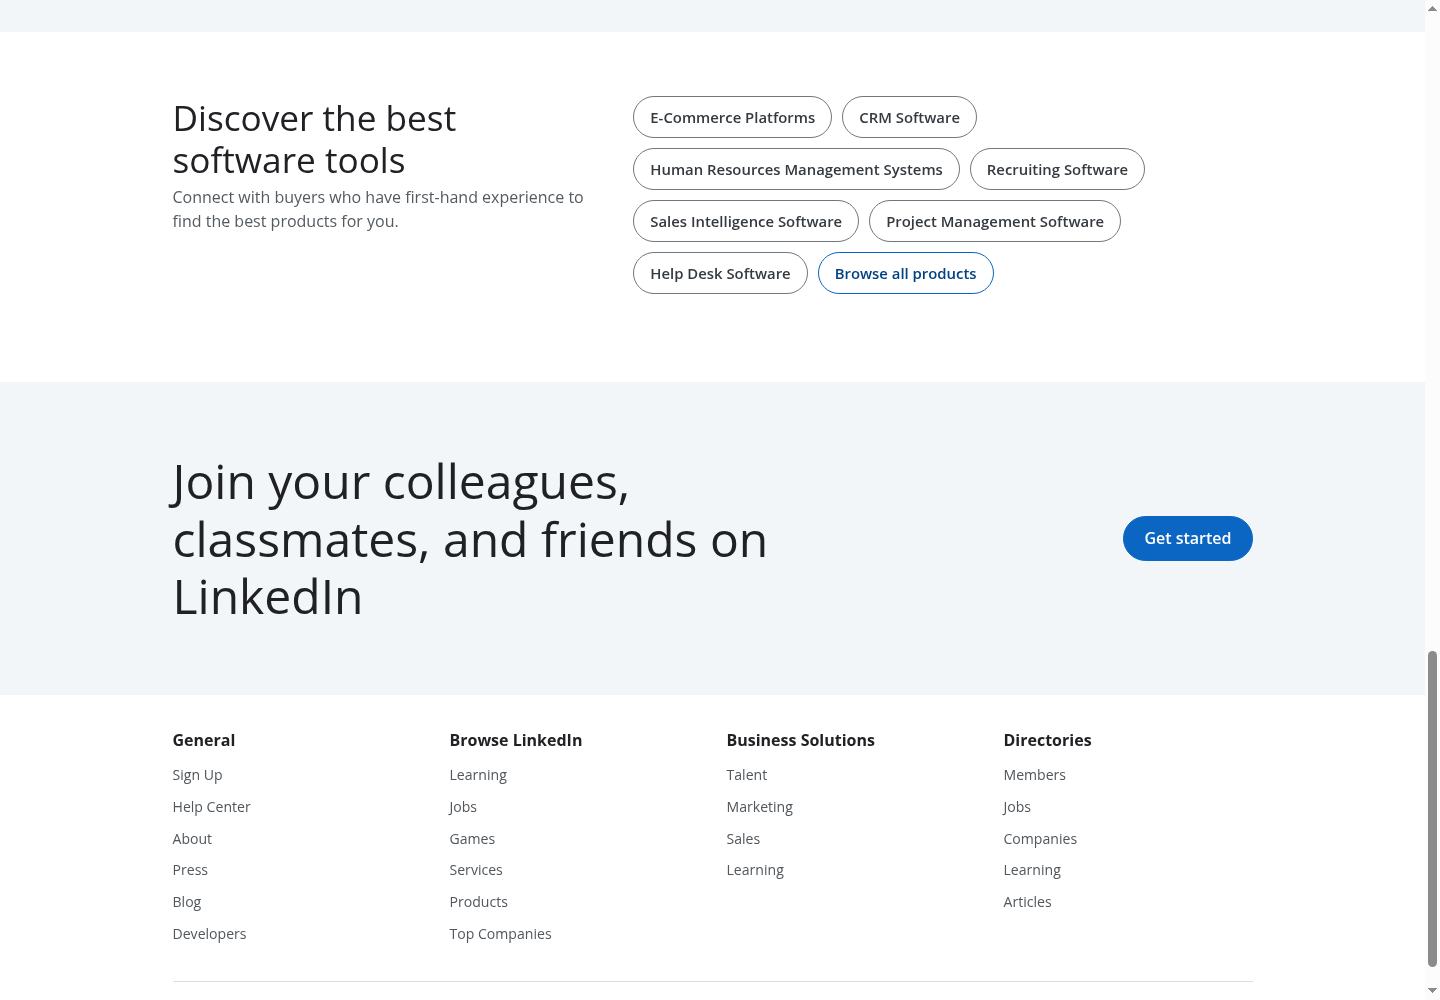 Discover the best
software tools
Connect with buyers who have first-hand experience to
find the best products for you.
E-Commerce Platforms
CRM Software
Human Resources Management Systems
Recruiting Software
Sales Intelligence Software
Project Management Software
Help Desk Software
Browse all products
Join your colleagues,
classmates, and friends on
LinkedIn
Get started
General
Sign Up
Help Center
About
Press
Blog
Developers
Browse LinkedIn
Learning
Jobs
Games
Services
Products
Top Companies
Business Solutions
Talent
Marketing
Sales
Learning
Directories
Members
Jobs
Companies
Learning
Articles